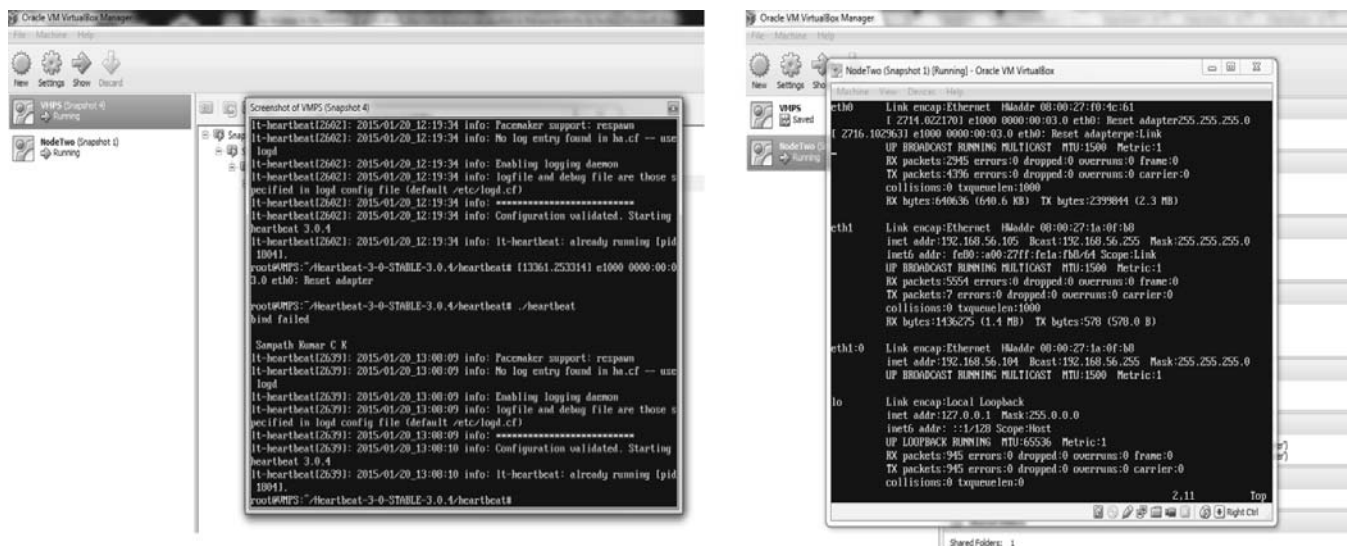 Oracle VM VirtualBox Manager
File Machine Help
New Settings Show Discard
VMPS (Snapshot 4)
Running
NodeTwo (Snapshot 1)
Running
Snap
Screenshot of VMPS (Snapshot 4)
lt-heartbeat[2602]: 2015/01/20_12:19:34 info: Pacemaker support: respawn
lt-heartbeat[2602]: 2015/01/20_12:19:34 info: No log entry found in ha.cf -- use
logd
lt-heartbeat[2602]: 2015/01/20_12:19:34 info: Enabling logging daemon
lt-heartbeat[2602]: 2015/01/20_12:19:34 info: logfile and debug file are those s
pecified in logd config file (default /etc/logd.cf)
lt-heartbeat[2602]: 2015/01/20_12:19:34 info: **************************
lt-heartbeat[2602]: 2015/01/20_12:19:34 info: Configuration validated. Starting
heartbeat 3.0.4
lt-heartbeat[2602]: 2015/01/20_12:19:34 info: lt-heartbeat: already running [pid
1804].
root@VMPS:~/Heartbeat-3-0-STABLE-3.0.4/heartbeat# [13361.253314] e1000 0000:00:0
3.0 eth0: Reset adapter
root@VMPS:~/Heartbeat-3-0-STABLE-3.0.4/heartbeat# ./heartbeat
bind failed
Sampath Kumar C K
lt-heartbeat[2639]: 2015/01/20_13:08:09 info: Pacemaker support: respawn
lt-heartbeat[2639]: 2015/01/20_13:08:09 info: No log entry found in ha.cf -- use
logd
lt-heartbeat[2639]: 2015/01/20_13:08:09 info: Enabling logging daemon
lt-heartbeat[2639]: 2015/01/20_13:08:09 info: logfile and debug file are those s
pecified in logd config file (default /etc/logd.cf)
lt-heartbeat[2639]: 2015/01/20_13:08:09 info: **************************
lt-heartbeat[2639]: 2015/01/20_13:08:10 info: Configuration validated. Starting
heartbeat 3.0.4
lt-heartbeat[2639]: 2015/01/20_13:08:10 info: lt-heartbeat: already running [pid
1804].
root@VMPS:~/Heartbeat-3-0-STABLE-3.0.4/heartbeat#
Oracle VM VirtualBox Manager
File Machine Help
New Settings
VMPS
Saved
NodeTwo (S
Running
NodeTwo (Snapshot 1) [Running] - Oracle VM VirtualBox
Machine View Devices Help
eth0 Link encap:Ethernet HWaddr 08:00:27:f0:4c:61
[ 2714.022170] e1000 0000:00:03.0 eth0: Reset adapter255.255.255.0
[ 2716.102963] e1000 0000:00:03.0 eth0: Reset adapterpe:Link
UP BROADCAST RUNNING MULTICAST MTU:1500 Metric:1
RX packets:2945 errors:0 dropped:0 overruns:0 frame:0
TX packets:4396 errors:0 dropped:0 overruns:0 carrier:0
collisions:0 txqueuelen:1000
RX bytes:640636 (640.6 KB) TX bytes:2399844 (2.3 MB)
eth1 Link encap:Ethernet HWaddr 08:00:27:1a:0f:b8
inet addr:192.168.56.105 Bcast:192.168.56.255 Mask:255.255.255.0
inet6 addr: fe80::a00:27ff:fe1a:fb8/64 Scope:Link
UP BROADCAST RUNNING MULTICAST MTU:1500 Metric:1
RX packets:5554 errors:0 dropped:0 overruns:0 frame:0
TX packets:7 errors:0 dropped:0 overruns:0 carrier:0
collisions:0 txqueuelen:1000
RX bytes:1436275 (1.4 MB) TX bytes:578 (578.0 B)
eth1:0 Link encap:Ethernet HWaddr 08:00:27:1a:0f:b8
inet addr:192.168.56.104 Bcast:192.168.56.255 Mask:255.255.255.0
UP BROADCAST RUNNING MULTICAST MTU:1500 Metric:1
lo Link encap:Local Loopback
inet addr:127.0.0.1 Mask:255.0.0.0
inet6 addr: ::1/128 Scope:Host
UP LOOPBACK RUNNING MTU:65536 Metric:1
RX packets:945 errors:0 dropped:0 overruns:0 frame:0
TX packets:945 errors:0 dropped:0 overruns:0 carrier:0
collisions:0 txqueuelen:0
2,11 Top
Right Ctrl
Shared Folders: 1